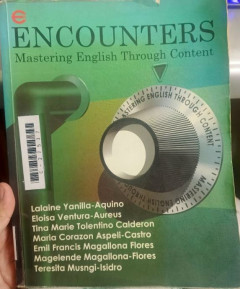 ENCOUNTERS
Mastering English Through Content
MASTERING ENGLISH THROUGH CONTENT
Lalaine Yanilla-Aquino
Eloisa Ventura-Aureus
Tina Marie Tolentino Calderon
Maria Corazon Aspeli-Castro
Emil Francis Magallona Flores
Magelende Magallona-Flores
Teresita Musngi-Isidro